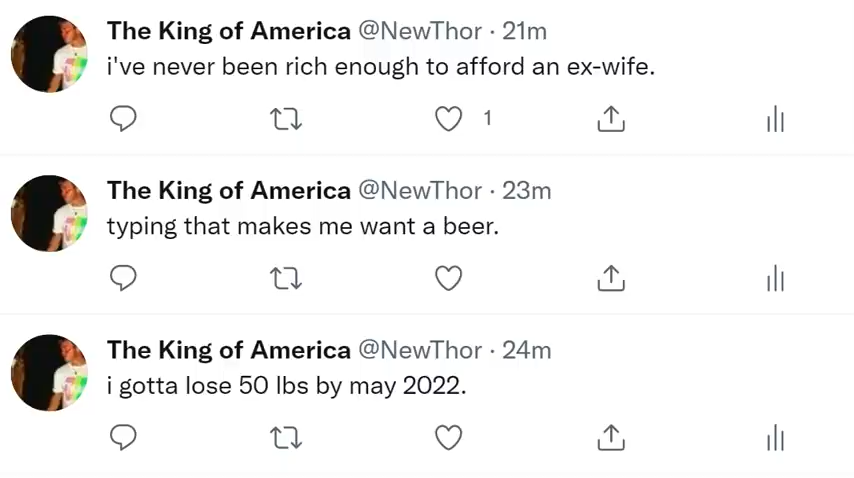 The King of America @NewThor · 21m
i've never been rich enough to afford an ex-wife.
1
The King of America @NewThor · 23m
typing that makes me want a beer.
The King of America @NewThor · 24m
i gotta lose 50 lbs by may 2022.